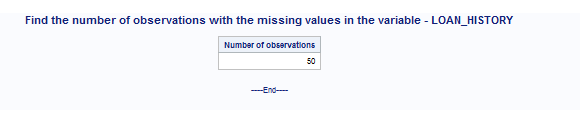 Find the number of observations with the missing values in the variable - LOAN_HISTORY
Number of observations
50
-----End-----